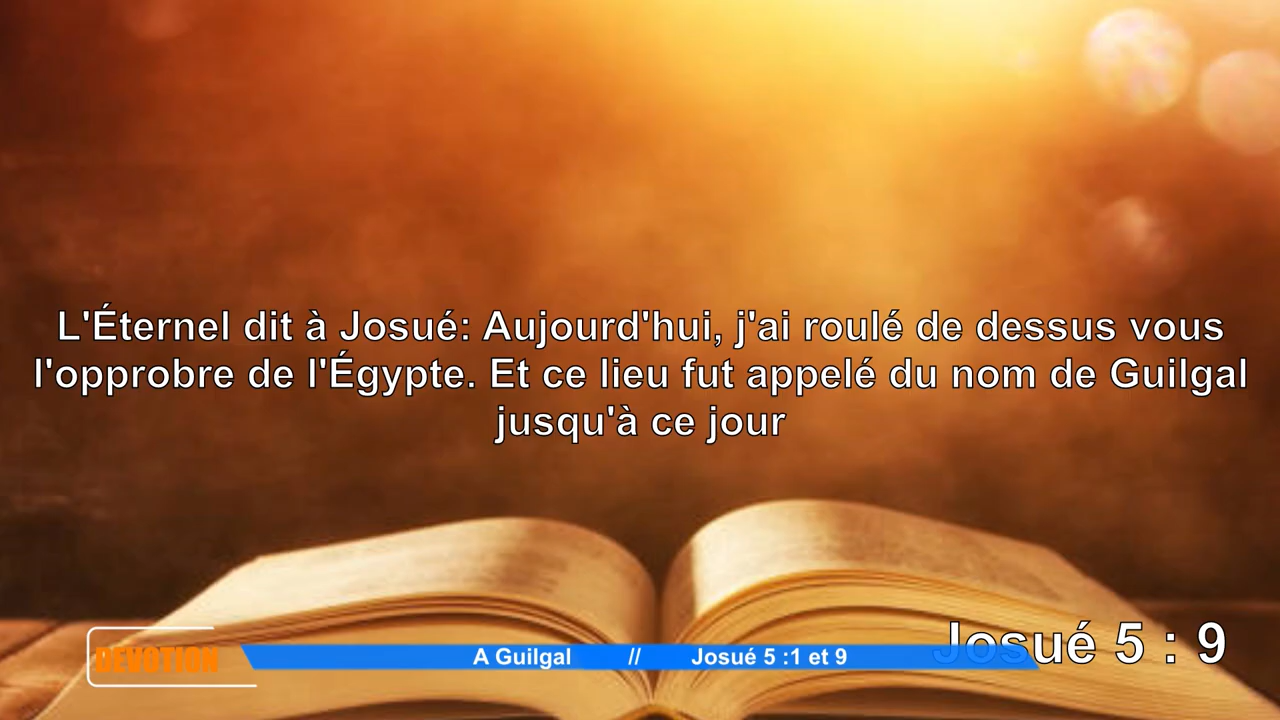 L'Éternel dit à Josué: Aujourd'hui, j'ai roulé de dessus vous
l'opprobre de l'Égypte. Et ce lieu fut appelé du nom de Guilgal
jusqu'à ce jour
Josué 5 : 9
DEVOTION
A Guilgal // Josué 5 :1 et 9